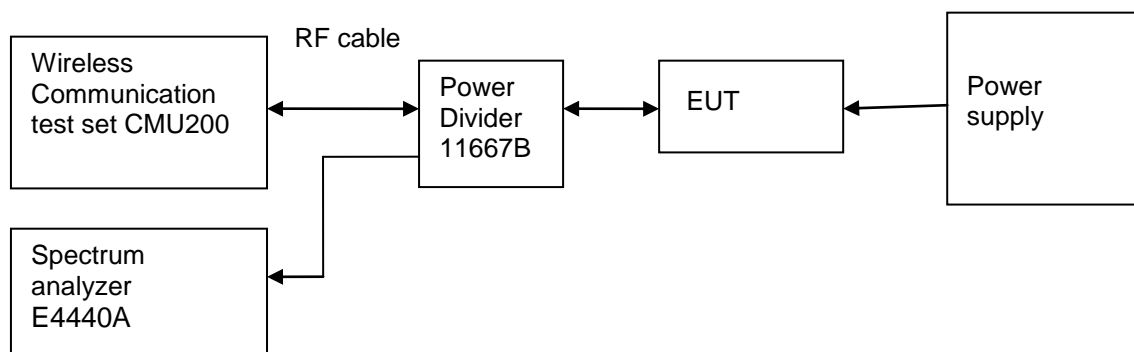 RF cable
Wireless
Communication
test set CMU200
Power
Divider
11667B
EUT
Power
supply
Spectrum
analyzer
E4440A